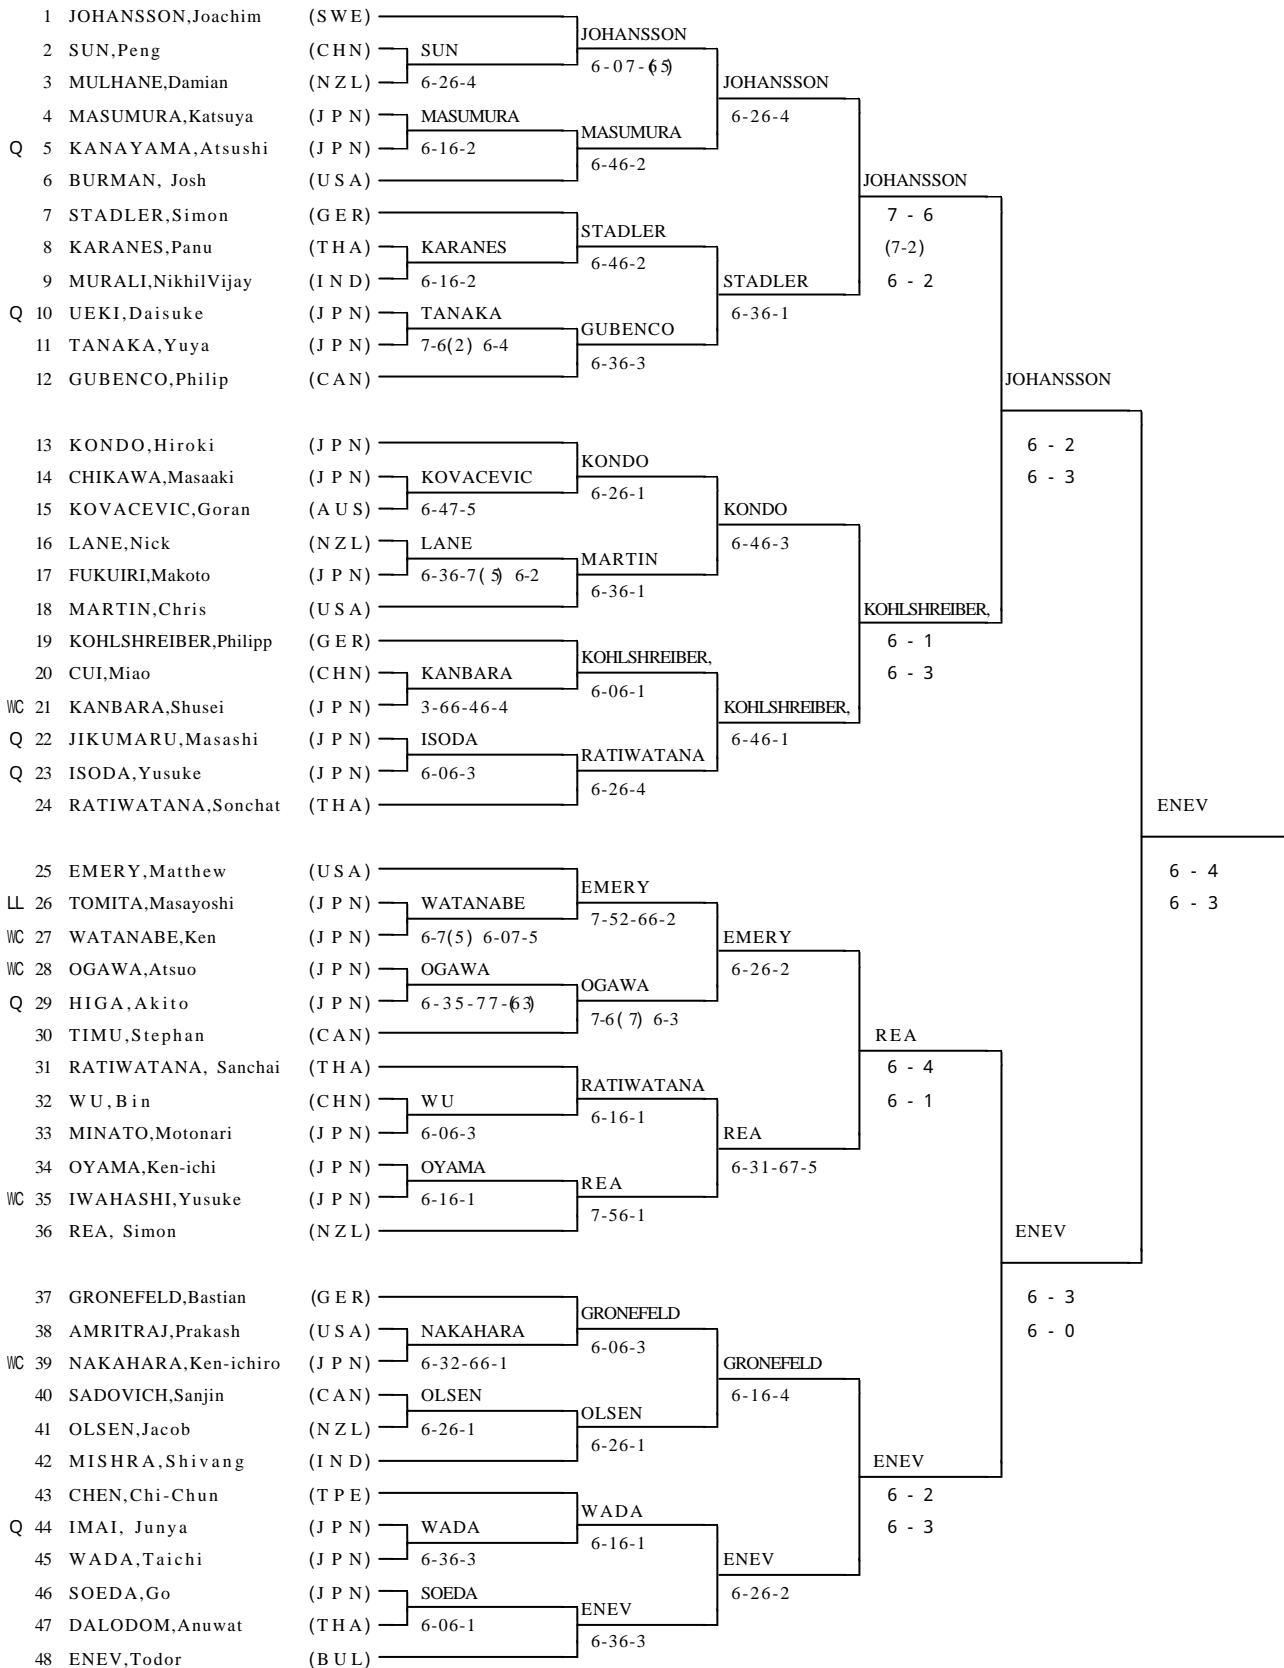 1 JOHANSSON,Joachim (SWE)
JOHANSSON
2 SUN,Peng (CHN) SUN
6-07-(65)
3 MULHANE,Damian (NZL) 6-26-4
JOHANSSON
4 MASUMURA,Katsuya (JPN) MASUMURA
6-26-4
MASUMURA
Q 5 KANAYAMA,Atsushi (JPN) 6-16-2
6-46-2
6 BURMAN, Josh (USA)
JOHANSSON
7 STADLER,Simon (GER)
7 - 6
STADLER
8 KARANES,Panu (THA) KARANES
(7-2)
6-46-2
9 MURALI,NikhilVijay (IND) 6-16-2
STADLER
6 - 2
Q 10 UEKI,Daisuke (JPN) TANAKA
6-36-1
GUBENCO
11 TANAKA,Yuya (JPN) 7-6(2) 6-4
6-36-3
12 GUBENCO,Philip (CAN)
JOHANSSON
13 KONDO,Hiroki (JPN)
6 - 2
KONDO
14 CHIKAWA,Masaaki (JPN) KOVACEVIC
6 - 3
6-26-1
15 KOVACEVIC,Goran (AUS) 6-47-5
KONDO
16 LANE,Nick (NZL) LANE
6-46-3
MARTIN
17 FUKUIRI,Makoto (JPN) 6-36-7(5) 6-2
6-36-1
18 MARTIN,Chris (USA)
KOHLSHREIBER,
19 KOHLSHREIBER,Philipp (GER)
6 - 1
KOHLSHREIBER,
20 CUI,Miao (CHN) KANBARA
6 - 3
6-06-1
WC 21 KANBARA,Shusei (JPN) 3-66-46-4
KOHLSHREIBER,
Q 22 JIKUMARU,Masashi (JPN) ISODA
6-46-1
RATIWATANA
Q 23 ISODA,Yusuke (JPN) 6-06-3
6-26-4
24 RATIWATANA,Sonchat (THA)
ENEV
25 EMERY,Matthew (USA)
6 - 4
EMERY
LL 26 TOMITA,Masayoshi (JPN) WATANABE
6 - 3
7-52-66-2
WC 27 WATANABE,Ken (JPN) 6-7(5) 6-07-5
EMERY
WC 28 OGAWA,Atsuo (JPN) OGAWA
6-26-2
OGAWA
Q 29 HIGA,Akito (JPN) 6-35-77-(63)
7-6(7) 6-3
30 TIMU,Stephan (CAN)
REA
31 RATIWATANA, Sanchai (THA)
6 - 4
RATIWATANA
32 WU,Bin (CHN) WU
6 - 1
6-16-1
33 MINATO,Motonari (JPN) 6-06-3
REA
34 OYAMA,Ken-ichi (JPN) OYAMA
6-31-67-5
REA
WC 35 IWAHASHI,Yusuke (JPN) 6-16-1
7-56-1
36 REA, Simon (NZL)
ENEV
37 GRONEFELD,Bastian (GER)
6 - 3
GRONEFELD
38 AMRITRAJ,Prakash (USA) NAKAHARA
6 - 0
6-06-3
WC 39 NAKAHARA,Ken-ichiro (JPN) 6-32-66-1
GRONEFELD
40 SADOVICH,Sanjin (CAN) OLSEN
6-16-4
OLSEN
41 OLSEN,Jacob (NZL) 6-26-1
6-26-1
42 MISHRA,Shivang (IND)
ENEV
43 CHEN,Chi-Chun (TPE)
6 - 2
WADA
Q 44 IMAI, Junya (JPN) WADA
6 - 3
6-16-1
45 WADA,Taichi (JPN) 6-36-3
ENEV
46 SOEDA,Go (JPN) SOEDA
6-26-2
ENEV
47 DALODOM,Anuwat (THA) 6-06-1
6-36-3
48 ENEV,Todor (BUL)